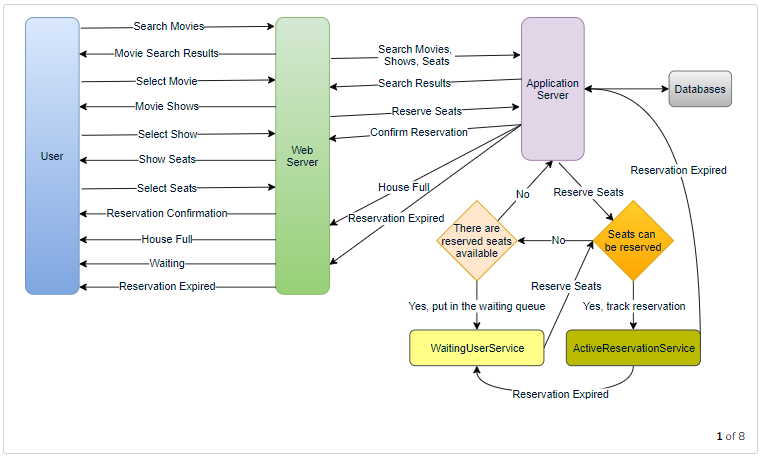 Search Movies
Movie Search Results
Select Movie
Movie Shows
Select Show
Show Seats
Select Seats
Reservation Confirmation
House Full
Waiting
Reservation Expired
User
Web
Server
Search Movies,
Shows, Seats
Search Results
Reserve Seats
Confirm Reservation
House Full
Reservation Expired
Application
Server
Databases
Reservation Expired
No
Reserve Seats
There are
reserved seats
available
No
Seats can
be reserved
Reserve Seats
Yes, put in the waiting queue
Yes, track reservation
WaitingUserService
ActiveReservationService
Reservation Expired
1 of 8